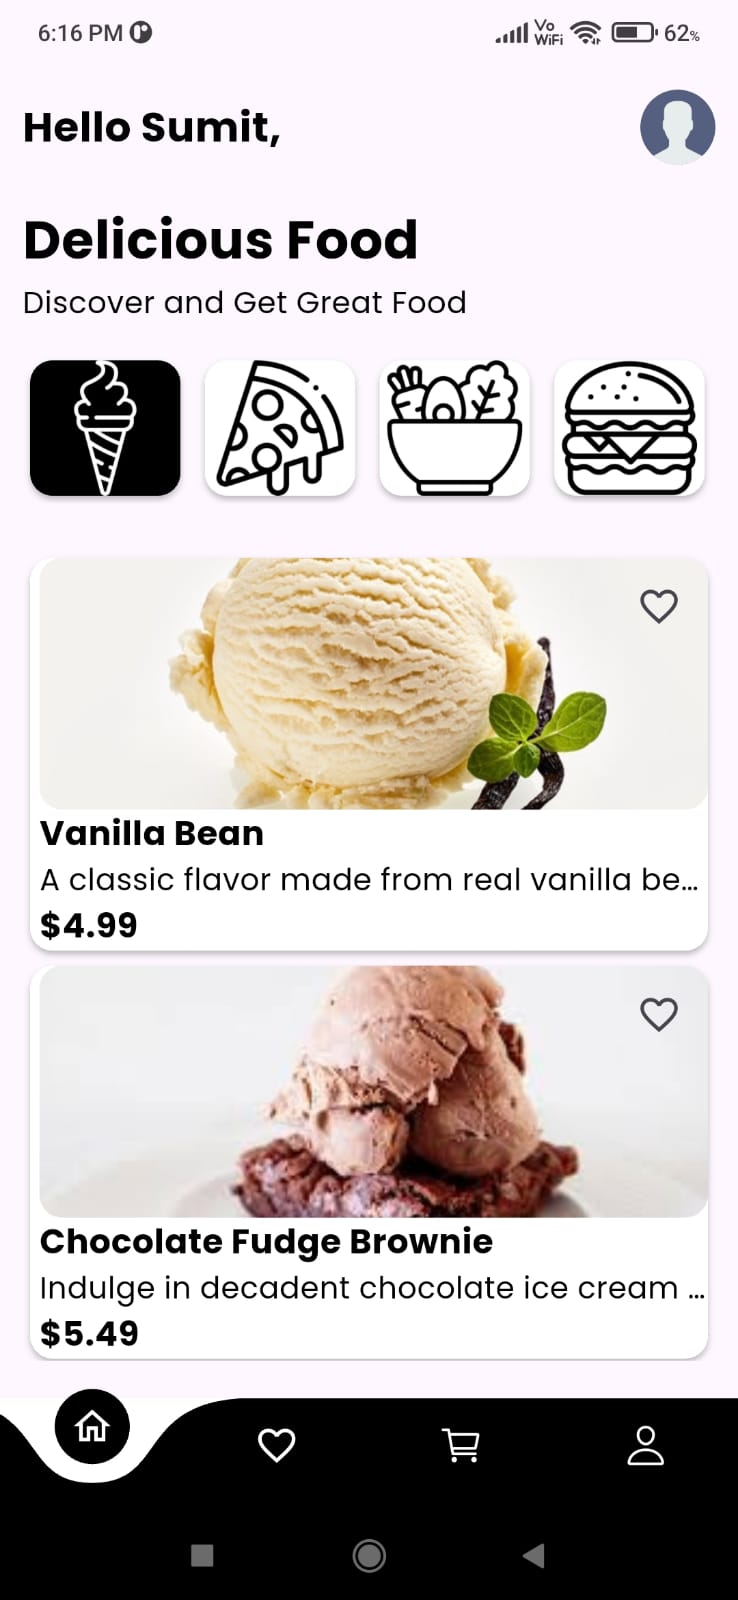 6:16 PM
Vo
WiFi
62%
Hello Sumit,
Delicious Food
Discover and Get Great Food
Vanilla Bean
A classic flavor made from real vanilla be...
$4.99
Chocolate Fudge Brownie
Indulge in decadent chocolate ice cream ...
$5.49